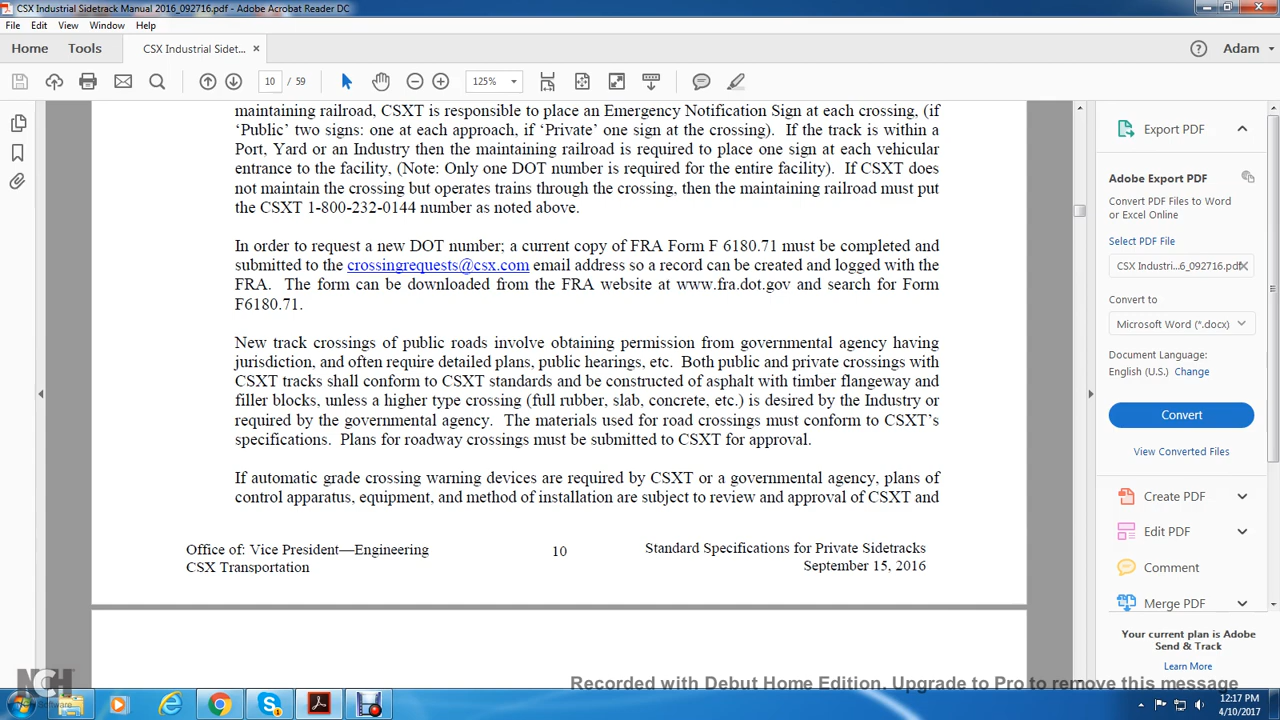 CSX Industrial Sidetrack Manual 2016_092716.pdf - Adobe Acrobat Reader DC
File Edit View Window Help
Home Tools CSX Industrial Sidet... × Adam
10 / 59 125%
maintaining railroad, CSXT is responsible to place an Emergency Notification Sign at each crossing, (if
‘Public’ two signs: one at each approach, if ‘Private’ one sign at the crossing). If the track is within a
Port, Yard or an Industry then the maintaining railroad is required to place one sign at each vehicular
entrance to the facility, (Note: Only one DOT number is required for the entire facility). If CSXT does
not maintain the crossing but operates trains through the crossing, then the maintaining railroad must put
the CSXT 1-800-232-0144 number as noted above.
In order to request a new DOT number; a current copy of FRA Form F 6180.71 must be completed and
submitted to the crossingrequests@csx.com email address so a record can be created and logged with the
FRA. The form can be downloaded from the FRA website at www.fra.dot.gov and search for Form
F6180.71.
New track crossings of public roads involve obtaining permission from governmental agency having
jurisdiction, and often require detailed plans, public hearings, etc. Both public and private crossings with
CSXT tracks shall conform to CSXT standards and be constructed of asphalt with timber flangeway and
filler blocks, unless a higher type crossing (full rubber, slab, concrete, etc.) is desired by the Industry or
required by the governmental agency. The materials used for road crossings must conform to CSXT’s
specifications. Plans for roadway crossings must be submitted to CSXT for approval.
If automatic grade crossing warning devices are required by CSXT or a governmental agency, plans of
control apparatus, equipment, and method of installation are subject to review and approval of CSXT and
Office of: Vice President—Engineering
CSX Transportation
10
Standard Specifications for Private Sidetracks
September 15, 2016
Export PDF
Adobe Export PDF
Convert PDF Files to Word
or Excel Online
Select PDF File
CSX Industri...6_092716.pdf
Convert to
Microsoft Word (*.docx)
Document Language:
English (U.S.) Change
Convert
View Converted Files
Create PDF
Edit PDF
Comment
Merge PDF
Your current plan is Adobe
Send & Track
Learn More
NCH Software
Recorded with Debut Home Edition. Upgrade to Pro to remove this message
12:17 PM
4/10/2017